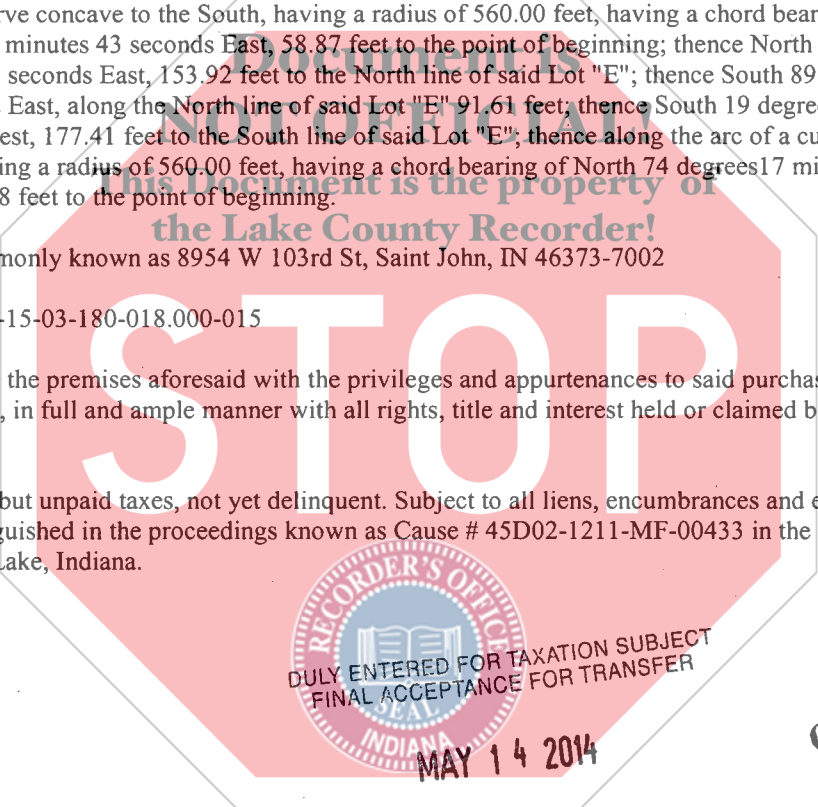 rve concave to the South, having a radius of 560.00 feet, having a chord bear
minutes 43 seconds East, 58.87 feet to the point of beginning; thence North
seconds East, 153.92 feet to the North line of said Lot "E"; thence South 89
East, along the North line of said Lot "E" 91.61 feet; thence South 19 degre
est, 177.41 feet to the South line of said Lot "E"; thence along the arc of a cu
ing a radius of 560.00 feet, having a chord bearing of North 74 degrees17 mi
8 feet to the point of beginning.
Document is
NOT OFFICIAL!
This Document is the property of
the Lake County Recorder!
monly known as 8954 W 103rd St, Saint John, IN 46373-7002
-15-03-180-018.000-015
STOP
the premises aforesaid with the privileges and appurtenances to said purchas
, in full and ample manner with all rights, title and interest held or claimed b
but unpaid taxes, not yet delinquent. Subject to all liens, encumbrances and e
guished in the proceedings known as Cause # 45D02-1211-MF-00433 in the
Lake, Indiana.
RECORDER'S OFFICE
SEAL
INDIANA
DULY ENTERED FOR TAXATION SUBJECT
FINAL ACCEPTANCE FOR TRANSFER
MAY 14 2014